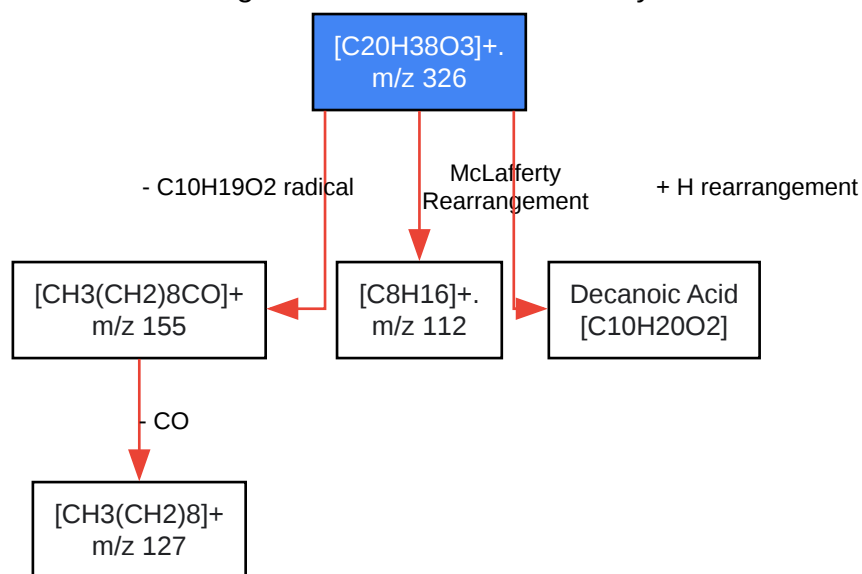 [C20H38O3]+.
m/z 326
- C10H19O2 radical
McLafferty
Rearrangement
+ H rearrangement
[CH3(CH2)8CO]+
m/z 155
[C8H16]+.
m/z 112
Decanoic Acid
[C10H20O2]
- CO
[CH3(CH2)8]+
m/z 127